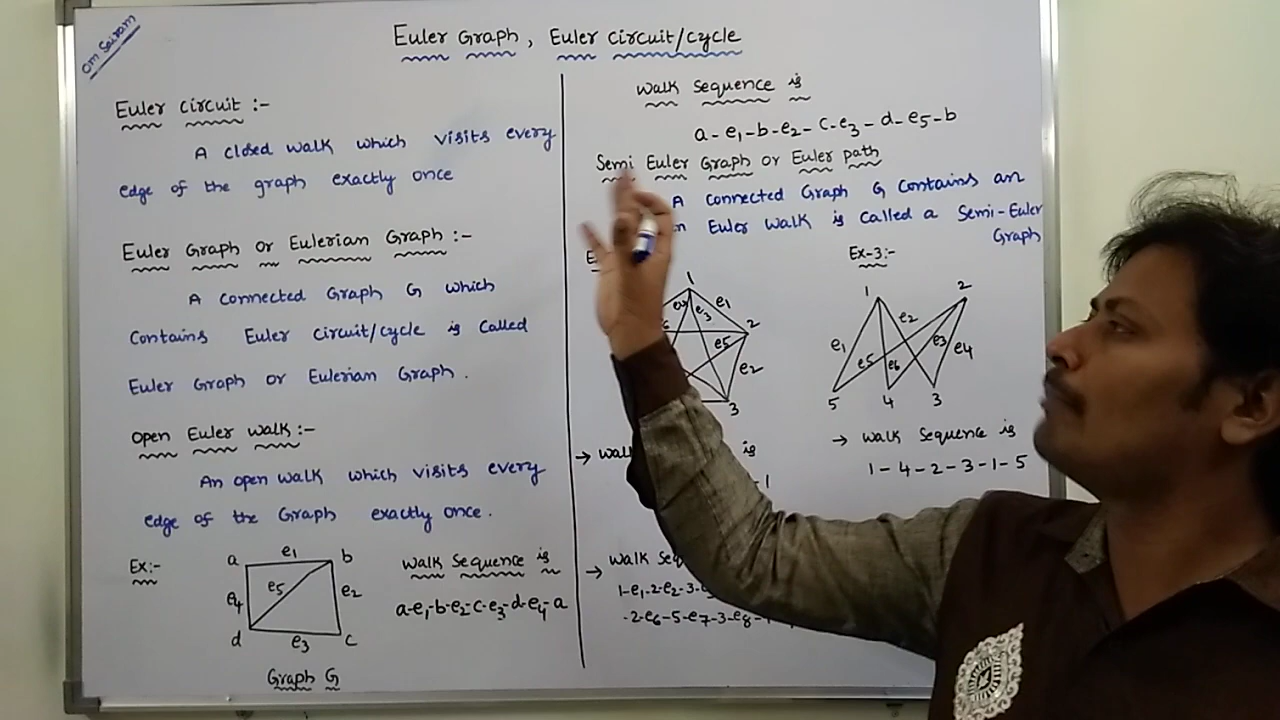 Om Sairam
Euler Graph, Euler circuit/cycle
Euler circuit :-
A closed walk which visits every
edge of the graph exactly once
Euler Graph or Eulerian Graph :-
A connected Graph G which
contains Euler circuit/cycle is called
Euler Graph or Eulerian Graph.
open Euler walk :-
An open walk which visits every
edge of the Graph exactly once.
Ex:-
a e1 b
e4 e5 e2
d e3 c
Graph G
walk sequence is
a-e1-b-e2-c-e3-d-e4-a
walk sequence is
a-e1-b-e2-c-e3-d-e5-b
Semi Euler Graph or Euler path
A connected Graph G contains an
Euler walk is called a Semi-Euler
Graph
1
e3 e1
2
e5
e2
3
→
is
-1
→ walk
1-e1-2-e2-3-
-2-e6-5-e7-3-e8-
Ex-3:-
1 2
e2
e1 e5 e6 e3 e4
5 4 3
→ walk sequence is
1-4-2-3-1-5